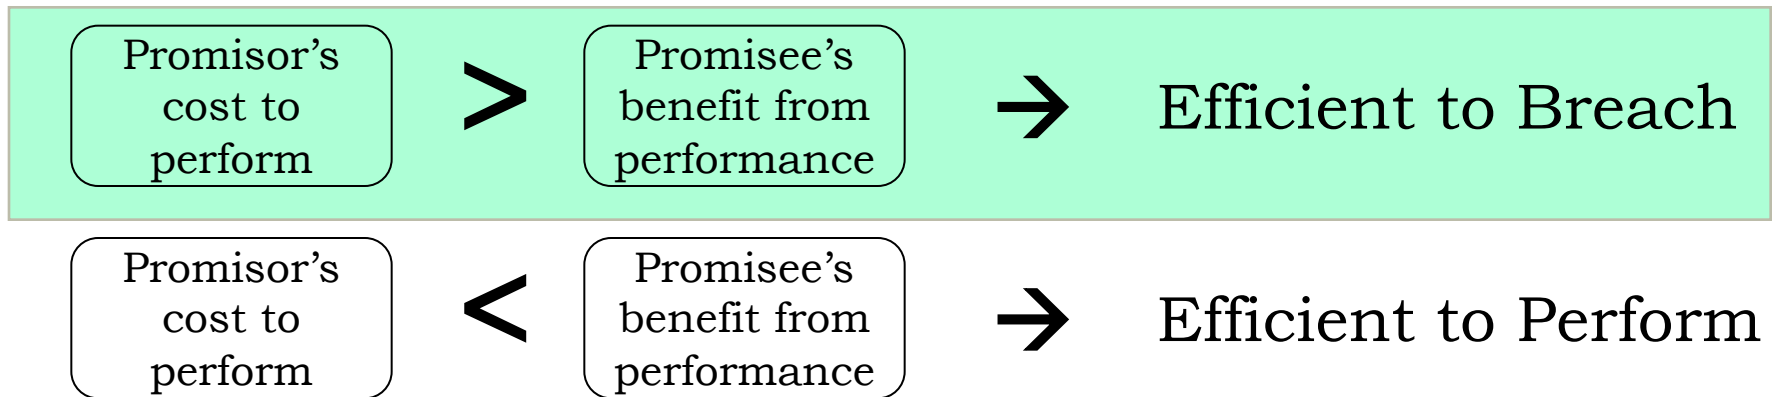 Promisor’s
cost to
perform
>
Promisee’s
benefit from
performance
→
Efficient to Breach
Promisor’s
cost to
perform
<
Promisee’s
benefit from
performance
→
Efficient to Perform